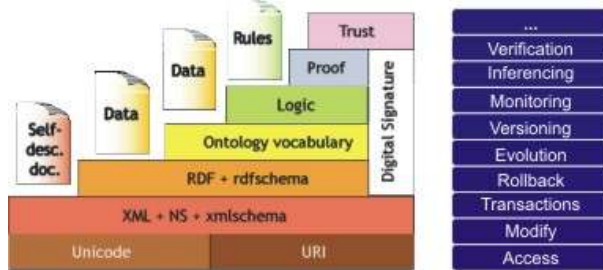 Trust
Rules
Proof
Data
Logic
Data
Digital Signature
Self-
desc.
doc.
Ontology vocabulary
RDF + rdfschema
XML + NS + xmlschema
Unicode
URI
...
Verification
Inferencing
Monitoring
Versioning
Evolution
Rollback
Transactions
Modify
Access